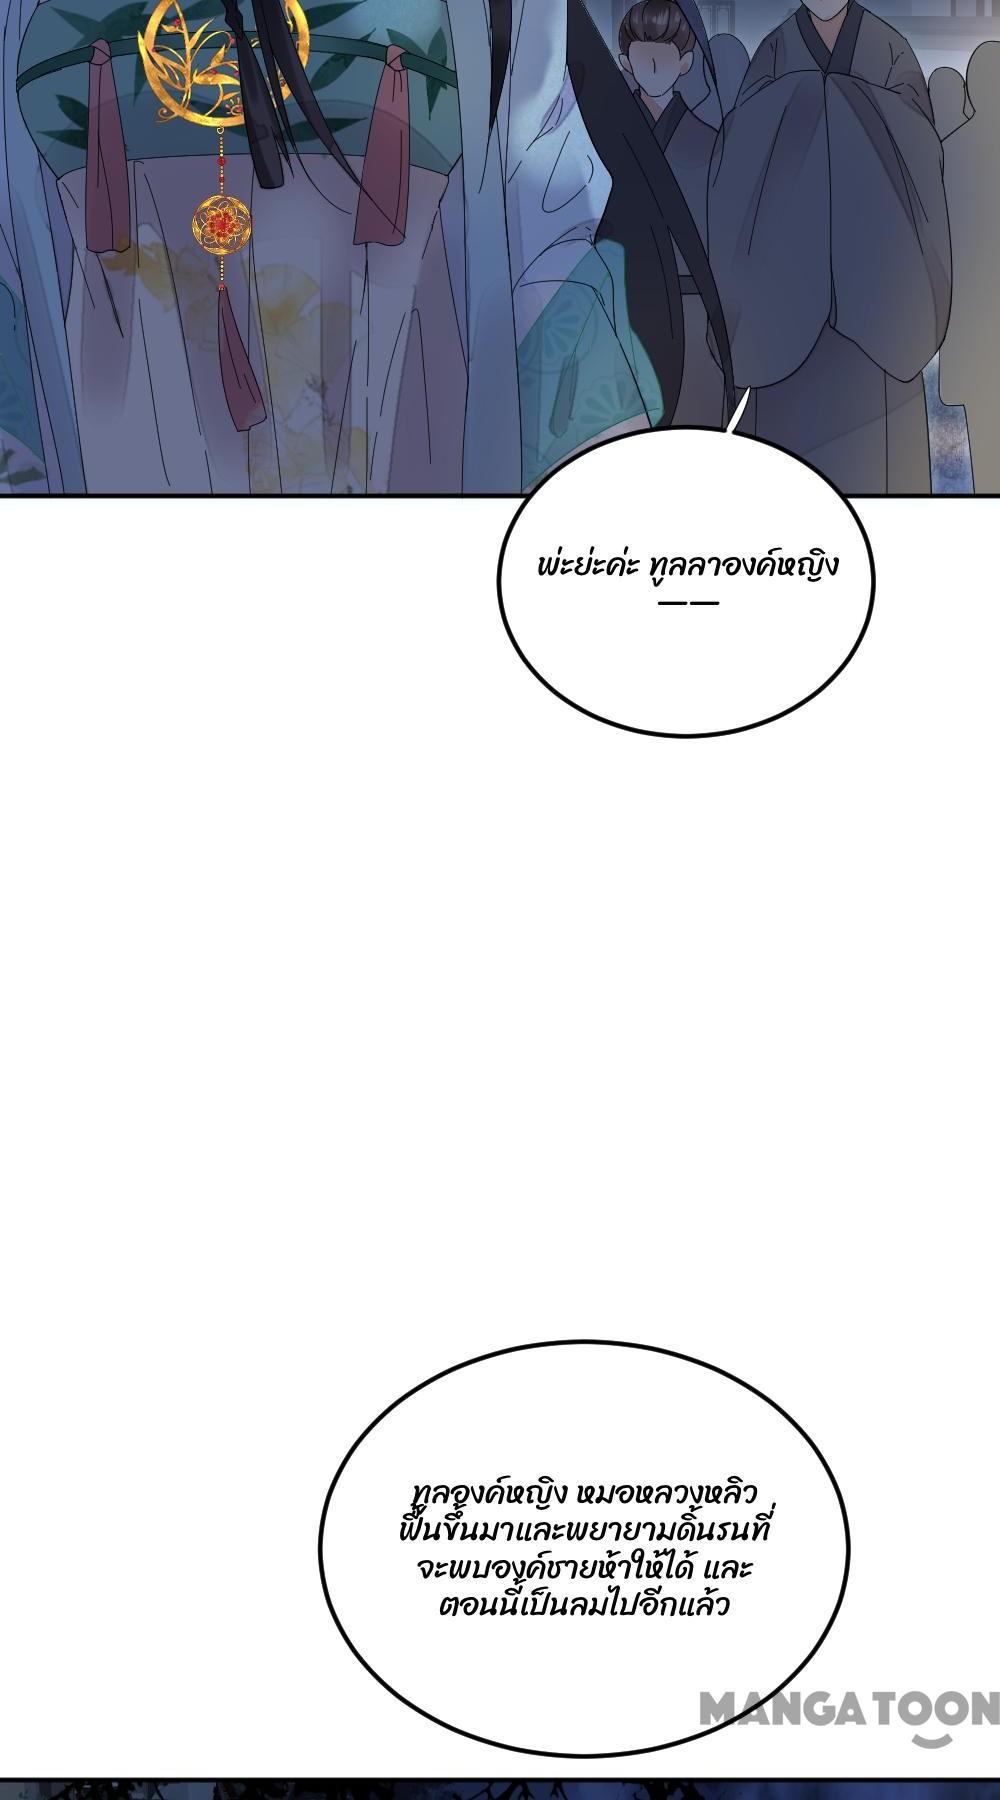 พ่ะย่ะค่ะ ทูลลาองค์หญิง
——
ทูลองค์หญิง หมอหลวงหลิว
ฟื้นขึ้นมาและพยายามดิ้นรนที่
จะพบองค์ชายห้าให้ได้ และ
ตอนนี้เป็นลมไปอีกแล้ว
MANGATOON